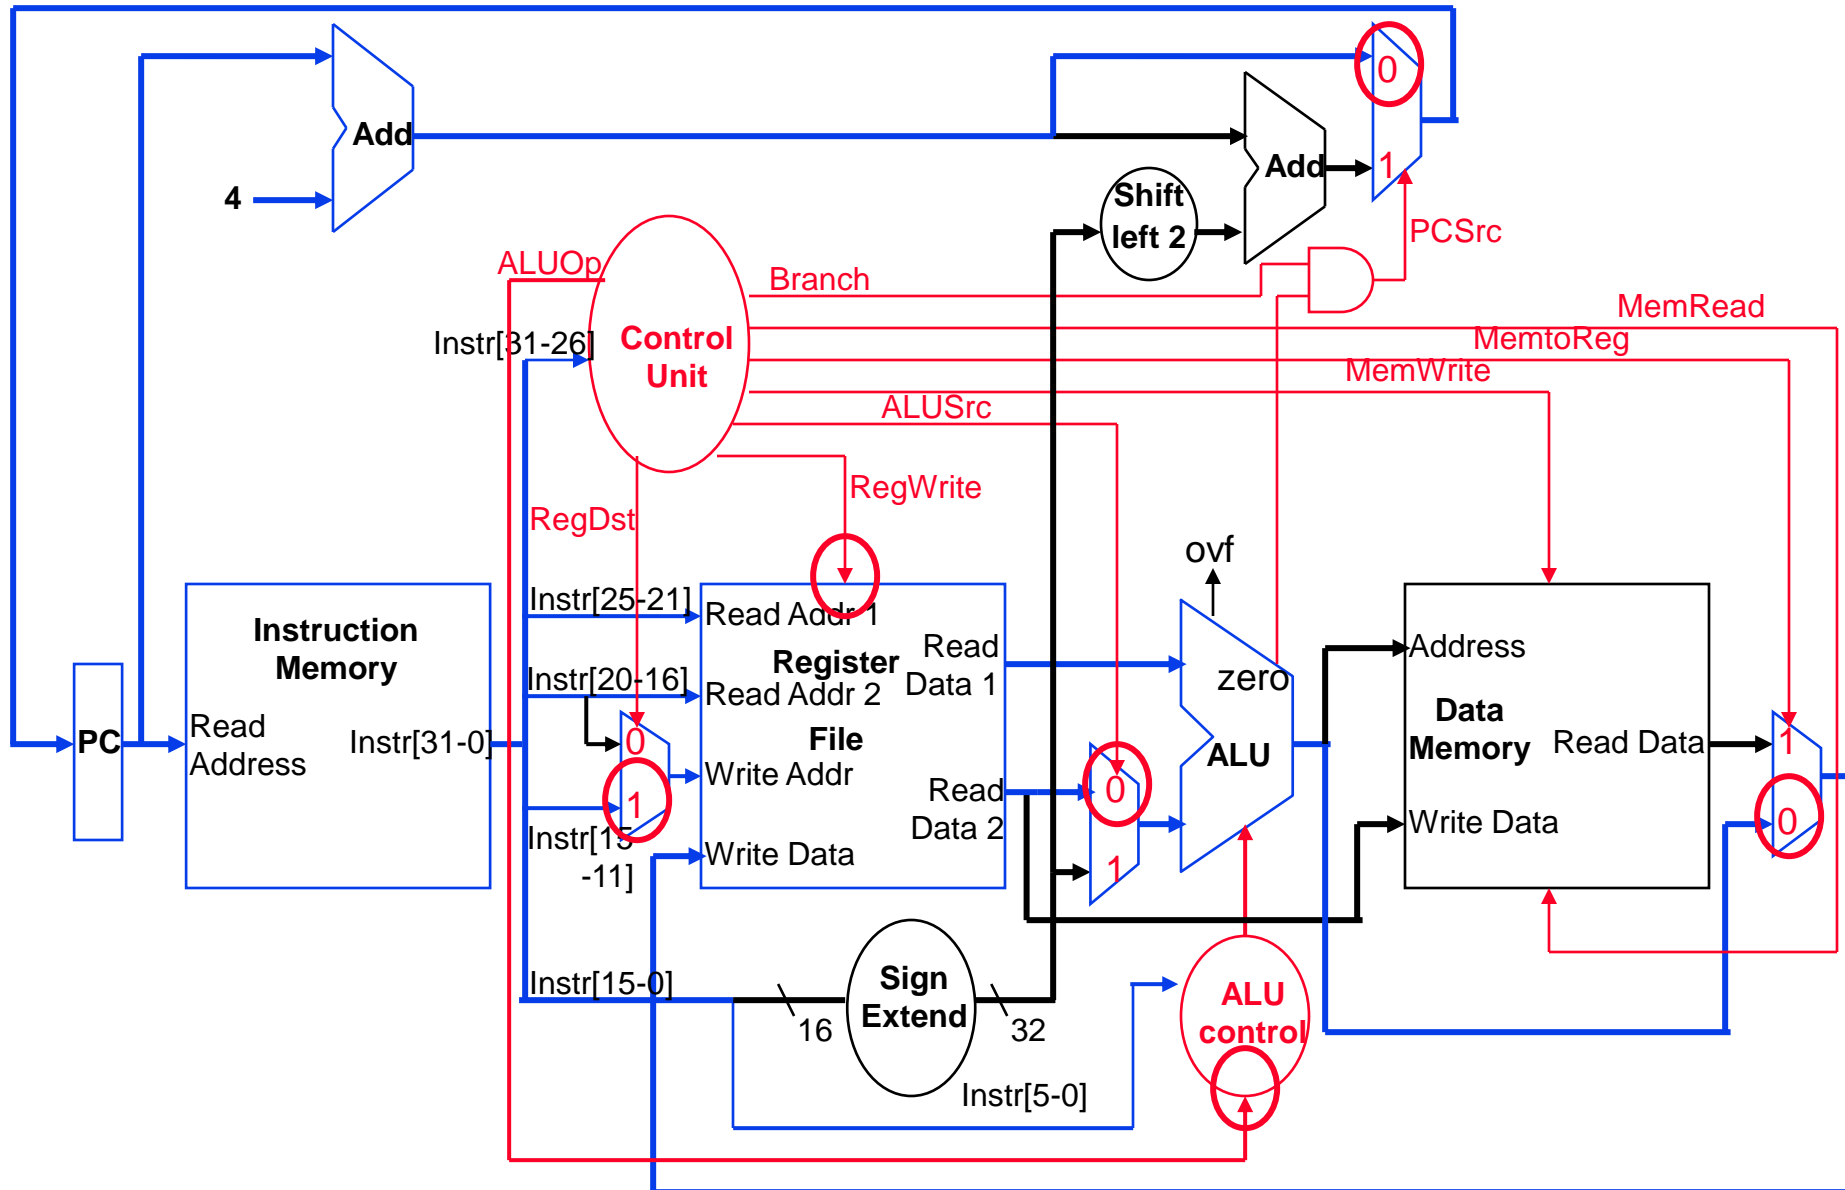 0
Add
Add
1
4
Shift
left 2
PCSrc
ALUOp
Branch
MemRead
Instr[31-26]
Control
Unit
MemtoReg
MemWrite
ALUSrc
RegWrite
RegDst
ovf
Instr[25-21]
Read Addr 1
Instruction
Memory
Register
File
Read
Data 1
Instr[20-16]
Read Addr 2
zero
Address
PC
Read
Address
Instr[31-0]
0
Write Addr
1
Instr[15
-11]
Write Data
Read
Data 2
0
1
ALU
Data
Memory
Read Data
Write Data
1
0
Instr[15-0]
16
Sign
Extend
32
ALU
control
Instr[5-0]